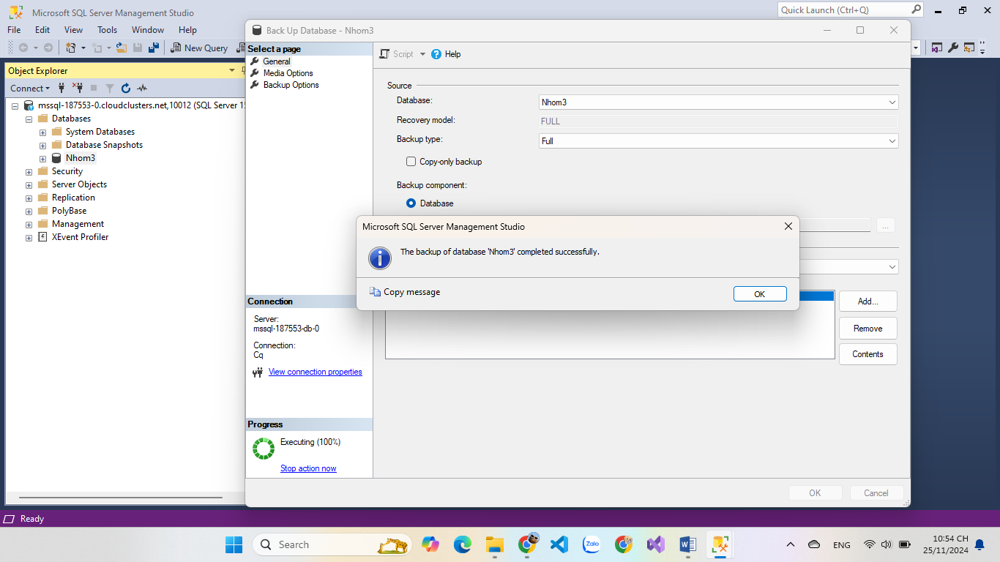 Microsoft SQL Server Management Studio
Quick Launch (Ctrl+Q)
File Edit View Tools Window Help
New Query
Object Explorer
Connect
mssql-187553-0.cloudclusters.net,10012 (SQL Server 1
Databases
System Databases
Database Snapshots
Nhom3
Security
Server Objects
Replication
PolyBase
Management
XEvent Profiler
Back Up Database - Nhom3
Select a page
General
Media Options
Backup Options
Script Help
Source
Database: Nhom3
Recovery model: FULL
Backup type: Full
Copy-only backup
Backup component:
Database
...
Microsoft SQL Server Management Studio
The backup of database 'Nhom3' completed successfully.
Copy message
OK
Add...
Remove
Contents
Connection
Server:
mssql-187553-db-0
Connection:
Cq
View connection properties
Progress
Executing (100%)
Stop action now
OK Cancel
Ready
Search
Zalo
ENG
10:54 CH
25/11/2024